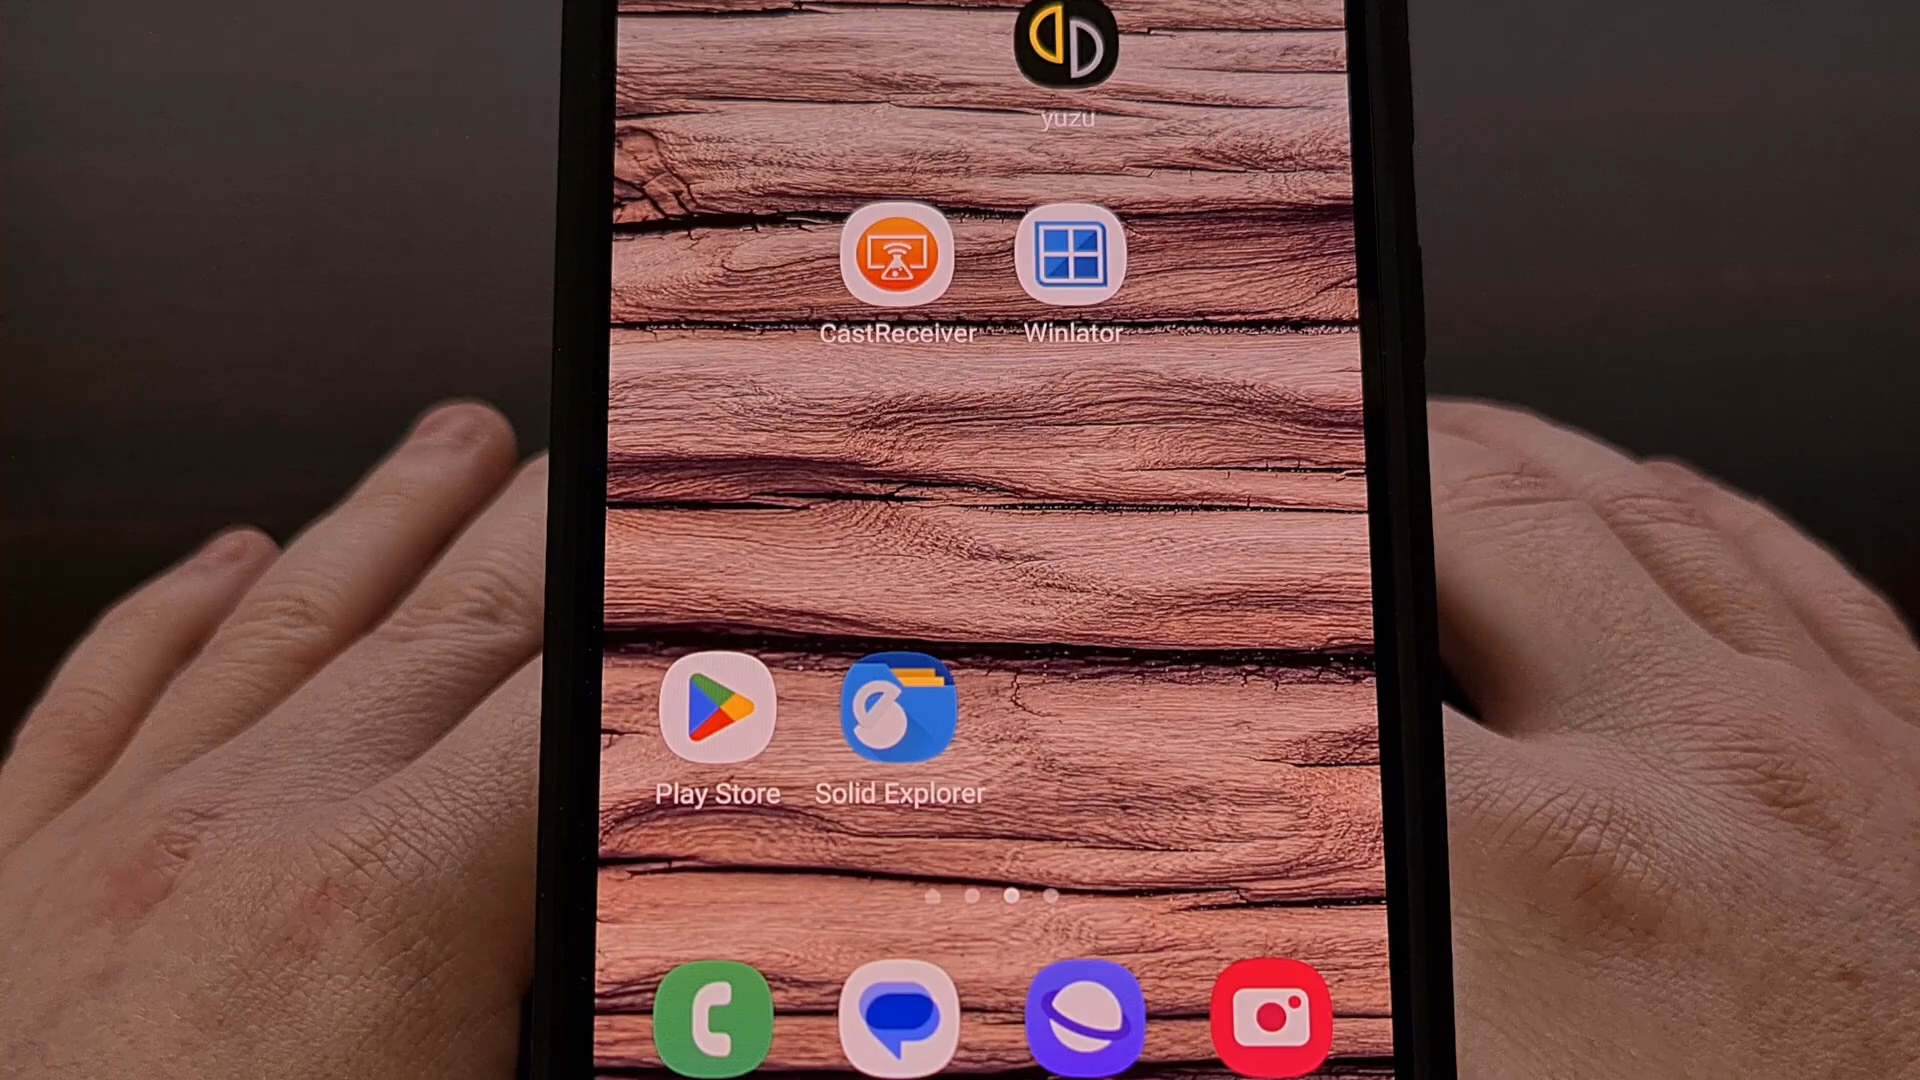 yuzu
CastReceiver
Winlator
Play Store
Solid Explorer